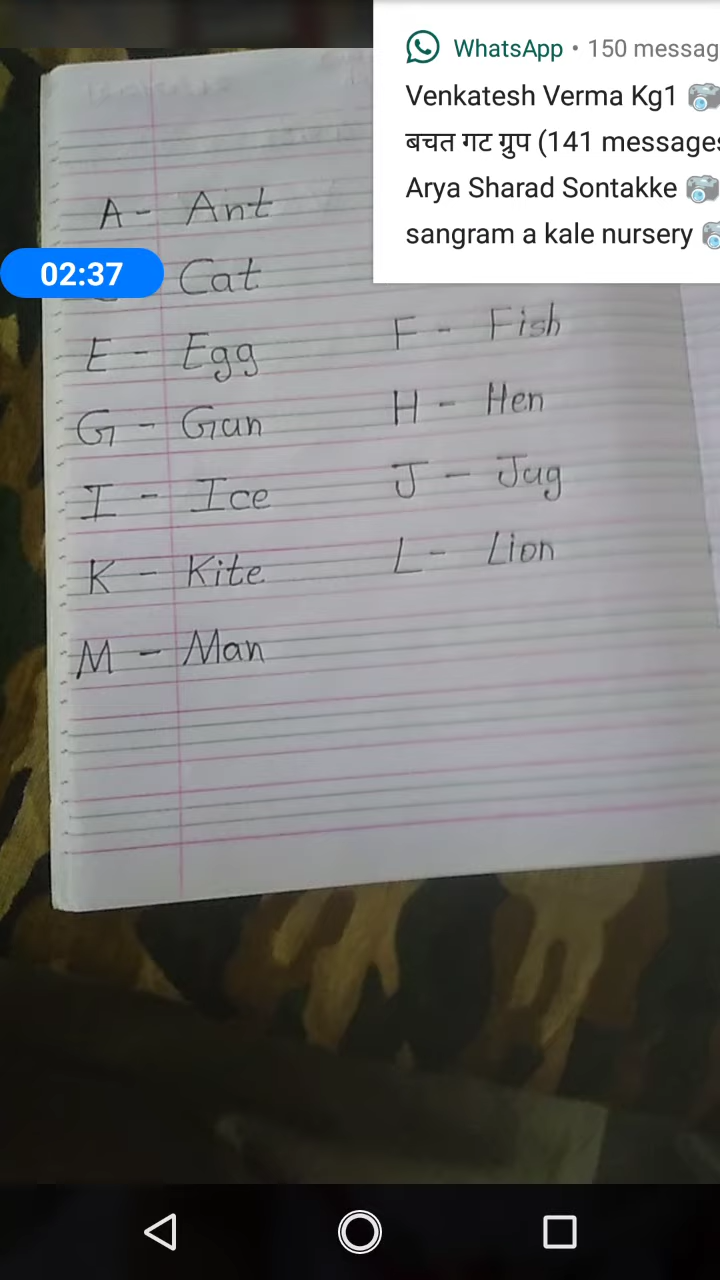 WhatsApp • 150 messag
Venkatesh Verma Kg1
बचत गट ग्रुप (141 messages
Arya Sharad Sontakke
sangram a kale nursery
A - Ant
02:37
Cat
E - Egg F - Fish
G - Gun H - Hen
I - Ice J - Jug
K - Kite L - Lion
M - Man